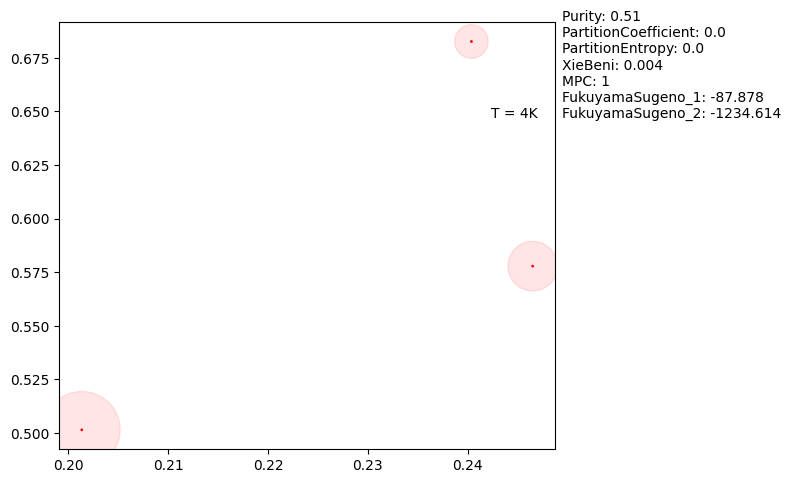 Purity: 0.51
PartitionCoefficient: 0.0
PartitionEntropy: 0.0
XieBeni: 0.004
MPC: 1
FukuyamaSugeno_1: -87.878
FukuyamaSugeno_2: -1234.614
T = 4K
0.675
0.650
0.625
0.600
0.575
0.550
0.525
0.500
0.20
0.21
0.22
0.23
0.24